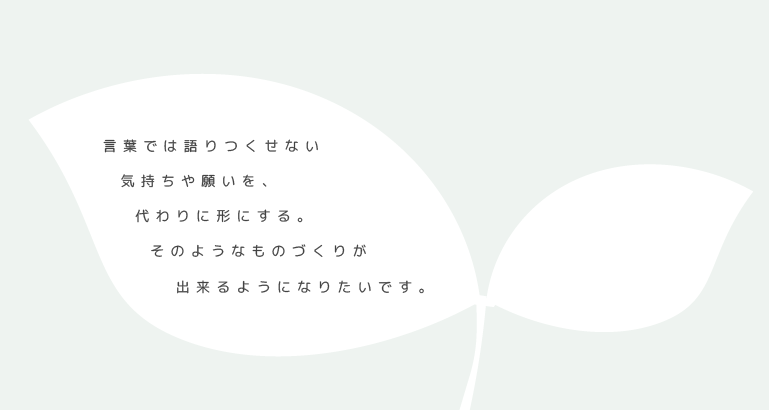 言葉では語りつくせない
気持ちや願いを、
代わりに形にする。
そのようなものづくりが
出来るようになりたいです。